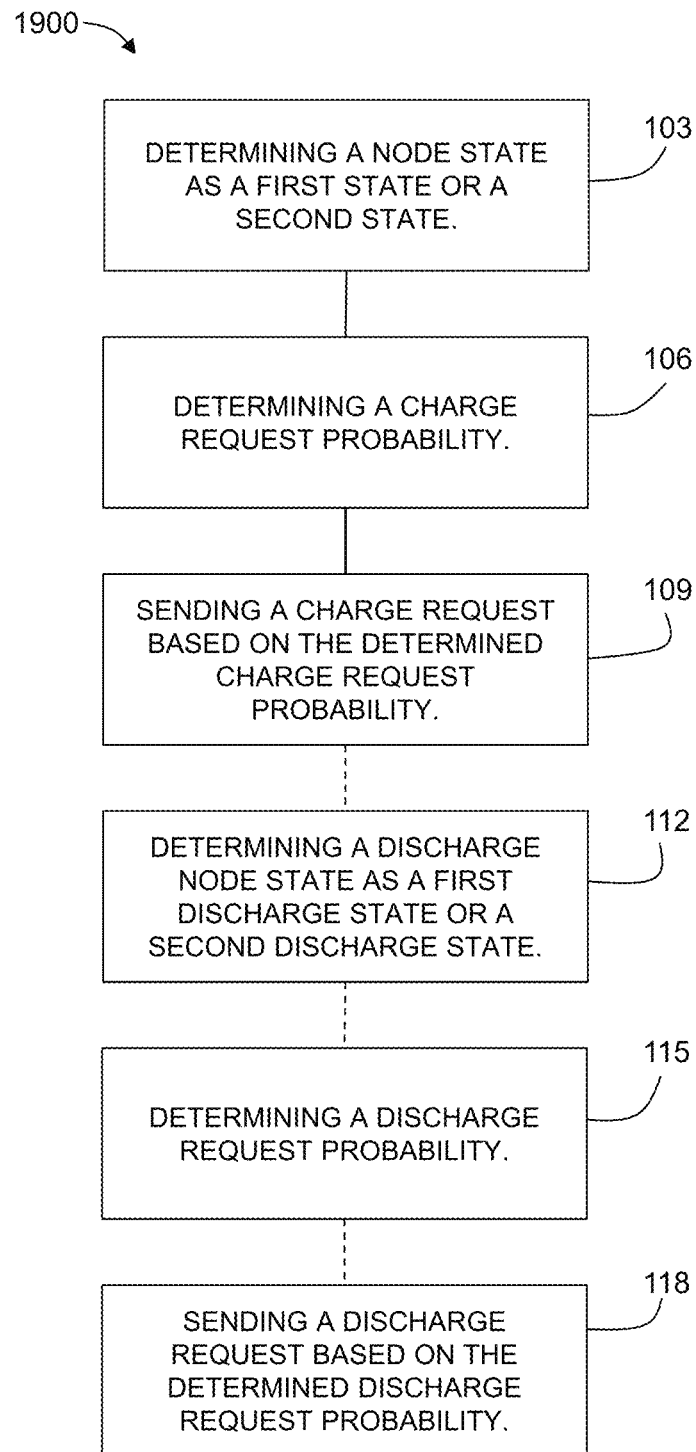 1900
103
DETERMINING A NODE STATE
AS A FIRST STATE OR A
SECOND STATE.
106
DETERMINING A CHARGE
REQUEST PROBABILITY.
109
SENDING A CHARGE REQUEST
BASED ON THE DETERMINED
CHARGE REQUEST
PROBABILITY.
112
DETERMINING A DISCHARGE
NODE STATE AS A FIRST
DISCHARGE STATE OR A
SECOND DISCHARGE STATE.
115
DETERMINING A DISCHARGE
REQUEST PROBABILITY.
118
SENDING A DISCHARGE
REQUEST BASED ON THE
DETERMINED DISCHARGE
REQUEST PROBABILITY.